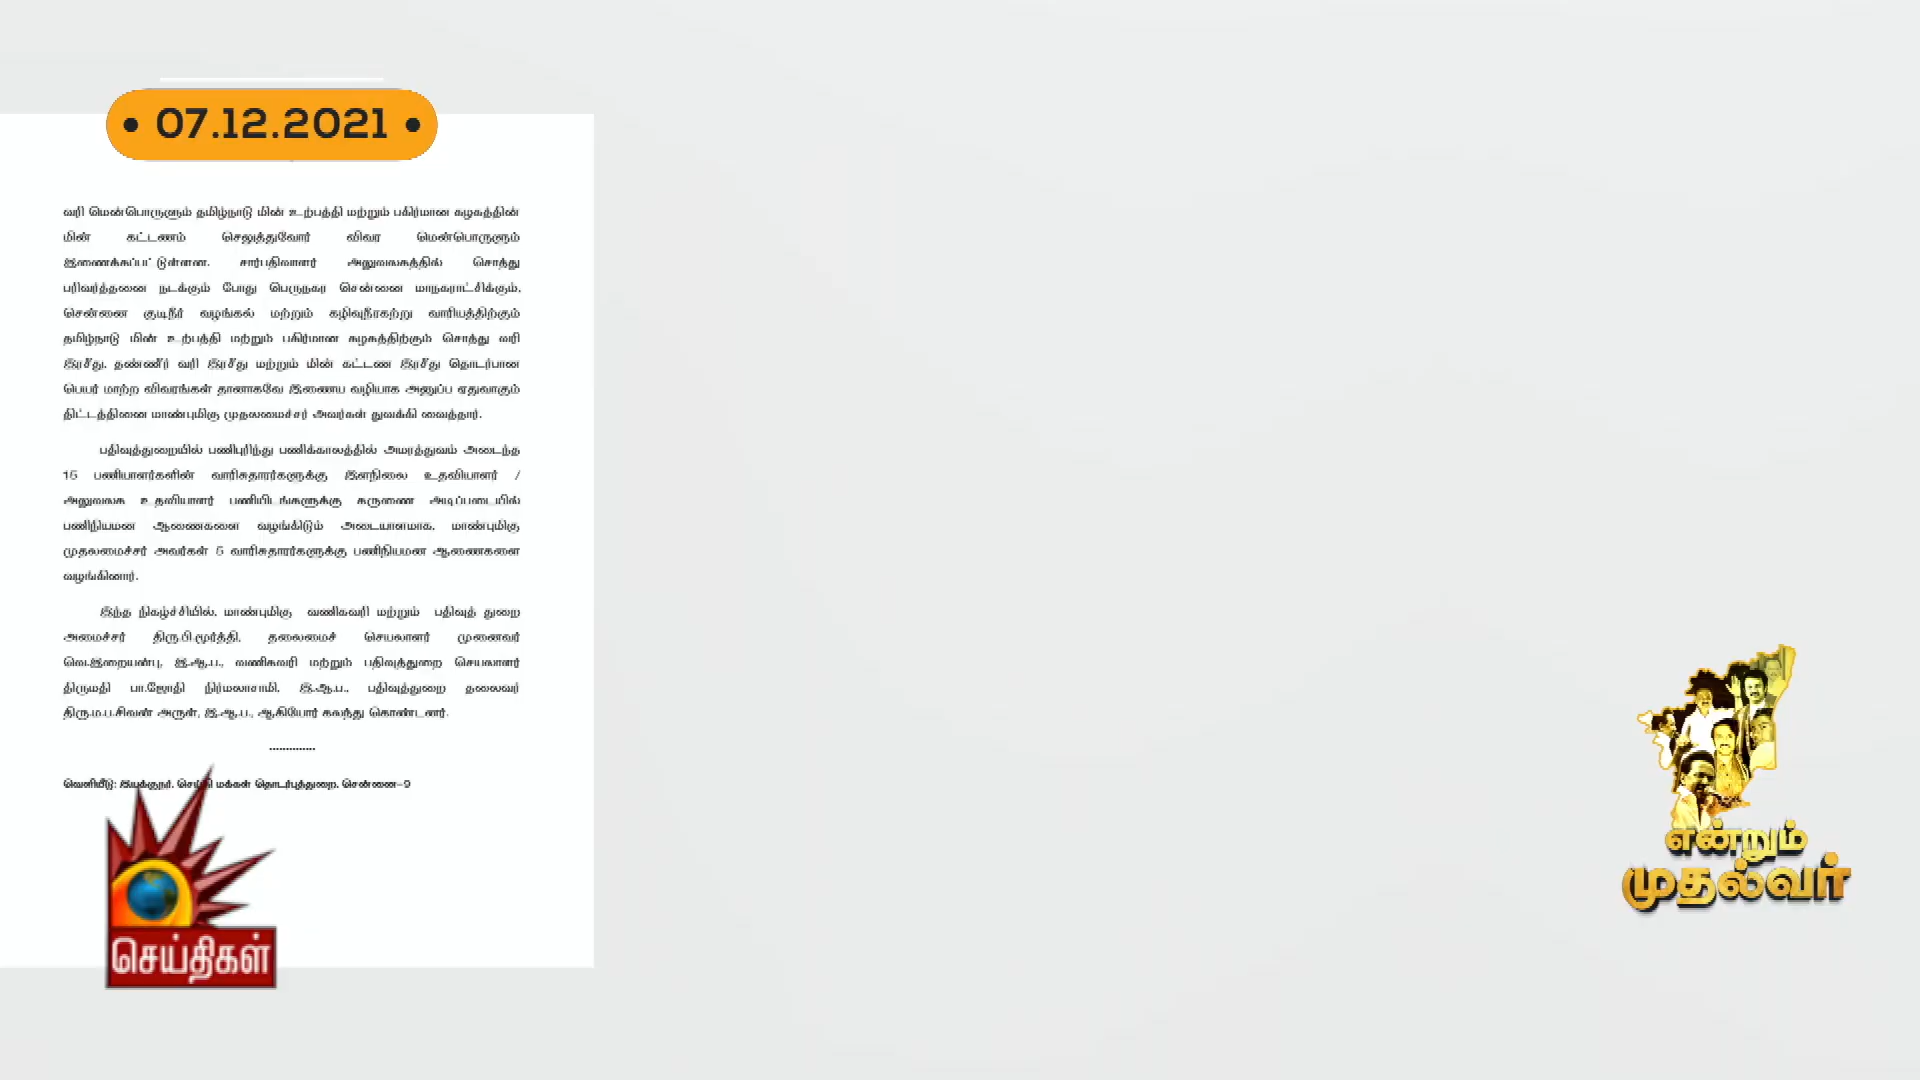 • 07.12.2021 •
வரி மென்பொருளும் தமிழ்நாடு மின் உற்பத்தி மற்றும் பகிர்மான கழகத்தின்
மின் கட்டணம் செலுத்துவோர் விவர மென்பொருளும்
இணைக்கப்பட்டுள்ளன. சார்பதிவாளர் அலுவலகத்தில் சொத்து
பரிவர்த்தனை நடக்கும் போது பெருநகர சென்னை மாநகராட்சிக்கும்,
சென்னை குடிநீர் வழங்கல் மற்றும் கழிவுநீரகற்று வாரியத்திற்கும்
தமிழ்நாடு மின் உற்பத்தி மற்றும் பகிர்மான கழகத்திற்கும் சொத்து வரி
இரசீது, தண்ணீர் வரி இரசீது மற்றும் மின் கட்டண இரசீது தொடர்பான
பெயர் மாற்ற விவரங்கள் தானாகவே இணைய வழியாக அனுப்ப ஏதுவாகும்
திட்டத்தினை மாண்புமிகு முதலமைச்சர் அவர்கள் துவக்கி வைத்தார்.
பதிவுத்துறையில் பணிபுரிந்து பணிக்காலத்தில் அமரத்துவம் அடைந்த
15 பணியாளர்களின் வாரிசுதாரர்களுக்கு இளநிலை உதவியாளர் /
அலுவலக உதவியாளர் பணியிடங்களுக்கு கருணை அடிப்படையில்
பணிநியமன ஆணைகளை வழங்கிடும் அடையாளமாக, மாண்புமிகு
முதலமைச்சர் அவர்கள் 5 வாரிசுதாரர்களுக்கு பணிநியமன ஆணைகளை
வழங்கினார்.
இந்த நிகழ்ச்சியில், மாண்புமிகு வணிகவரி மற்றும் பதிவுத் துறை
அமைச்சர் திரு.பி.மூர்த்தி, தலைமைச் செயலாளர் முனைவர்
வெ.இறையன்பு, இ.ஆ.ப., வணிகவரி மற்றும் பதிவுத்துறை செயலாளர்
திருமதி பா.ஜோதி நிர்மலாசாமி, இ.ஆ.ப., பதிவுத்துறை தலைவர்
திரு.ம.ப.சிவன் அருள், இ.ஆ.ப., ஆகியோர் கலந்து கொண்டனர்.
..............
வெளியீடு: இயக்குநர், செய்தி மக்கள் தொடர்புத்துறை, சென்னை-9
செய்திகள்
என்றும்
முதல்வர்